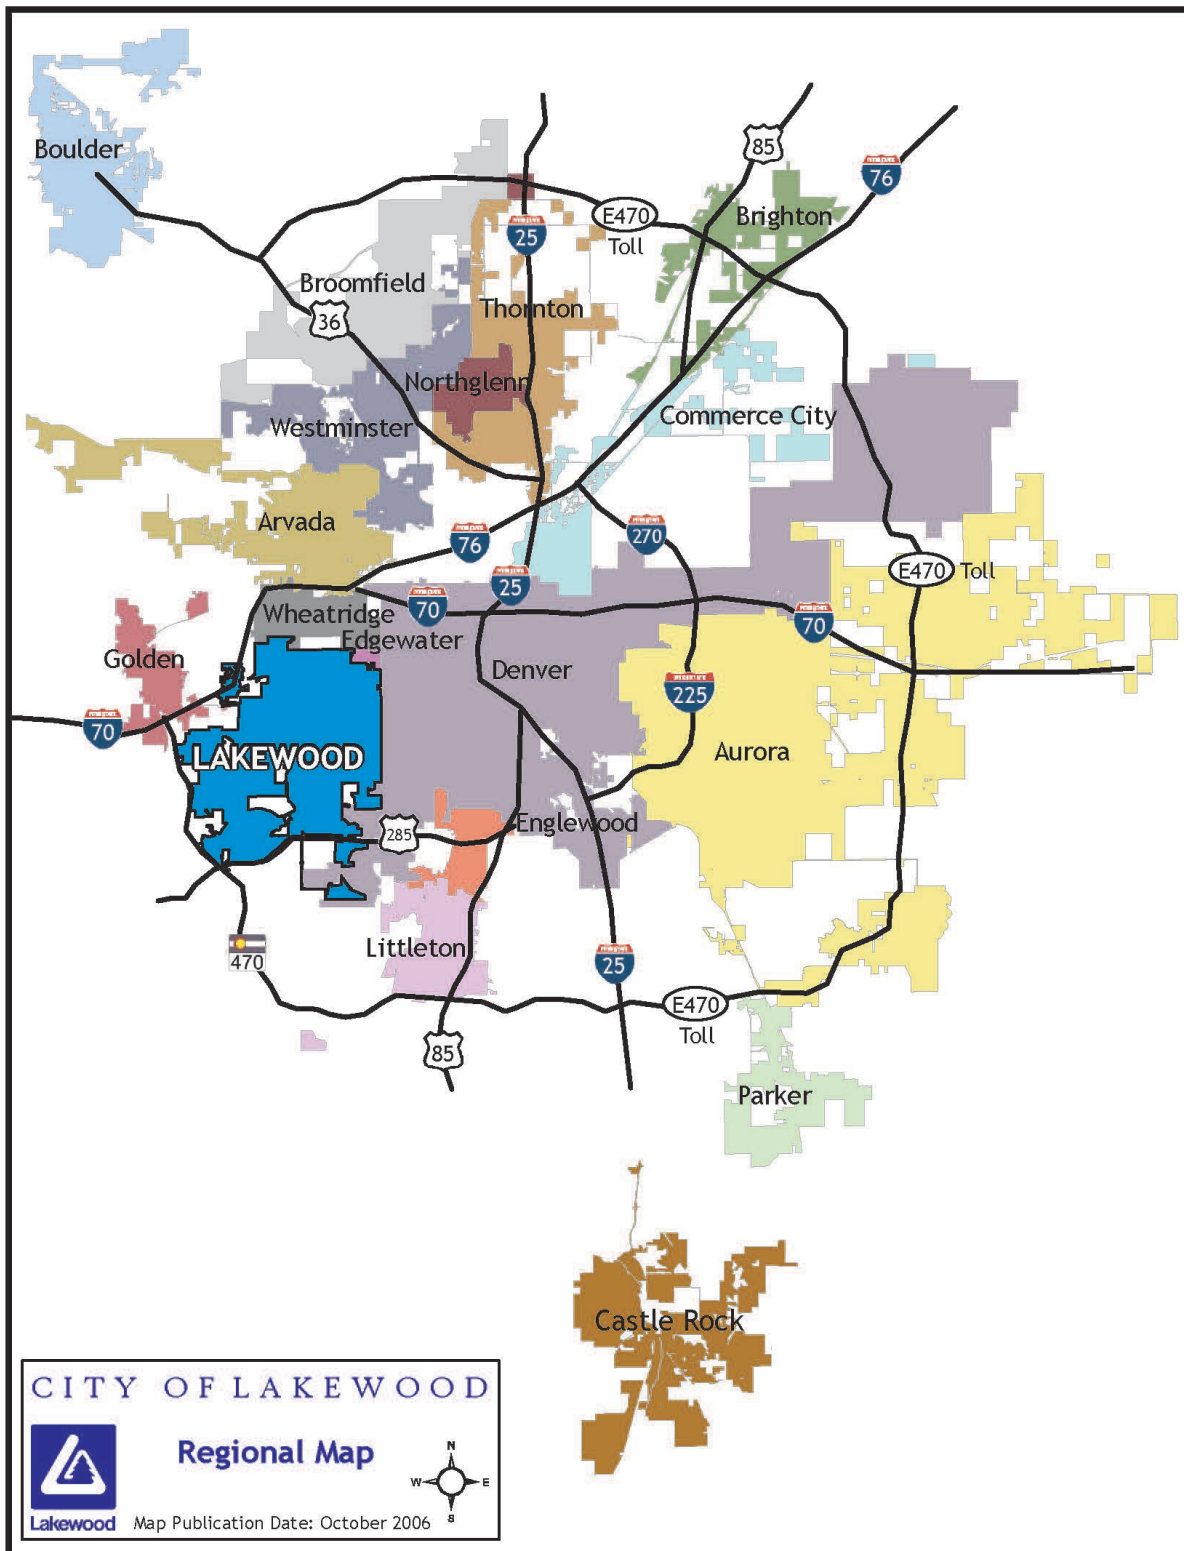 85
76
Boulder
Brighton
E470
25
Toll
Broomfield
Thornton
36
Northglenn
Commerce City
Westminster
Arvada
76
270
E470 Toll
25
70
Wheatridge
70
Edgewater
Golden
Denver
225
70
LAKEWOOD
Aurora
285
Englewood
Littleton
470
25
E470
Toll
85
Parker
Castle Rock
CITY OF LAKEWOOD
Regional Map
N
W E
S
Lakewood
Map Publication Date: October 2006